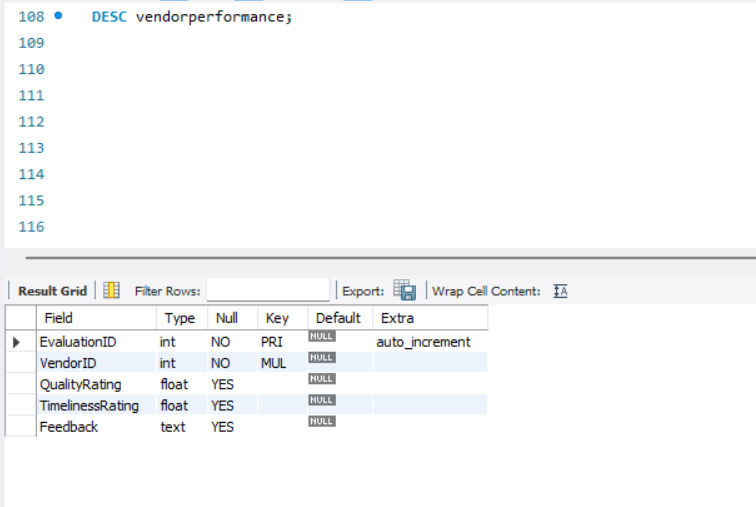 108 DESC vendorperformance;
109
110
111
112
113
114
115
116
Result Grid Filter Rows: Export: Wrap Cell Content: IA
Field Type Null Key Default Extra
EvaluationID int NO PRI NULL auto_increment
VendorID int NO MUL NULL
QualityRating float YES NULL
TimelinessRating float YES NULL
Feedback text YES NULL